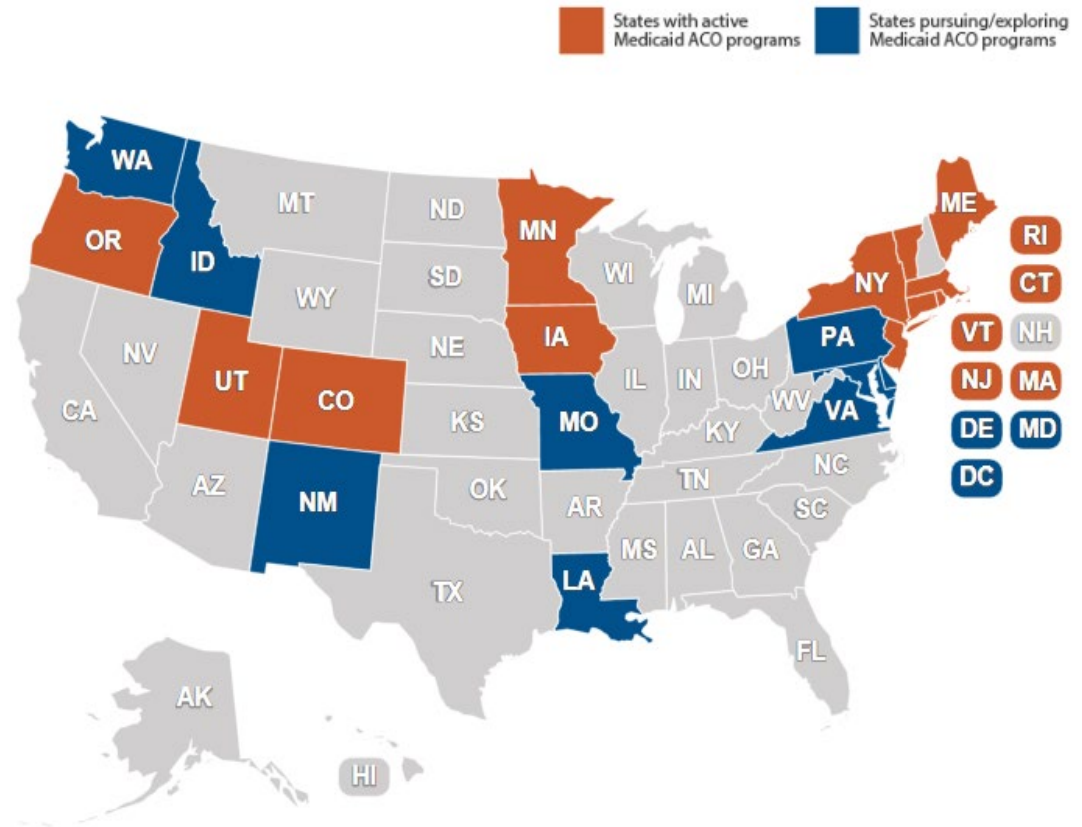 States with active
Medicaid ACO programs
States pursuing/exploring
Medicaid ACO programs
WA
MT
ND
MN
ME
OR
ID
SD
WI
MI
NY
RI
WY
CT
NV
NE
IA
PA
VT
NH
UT
CO
IL
IN
OH
NJ
MA
CA
KS
MO
WV
VA
KY
DE
MD
AZ
NM
OK
AR
TN
NC
DC
SC
MS
AL
GA
TX
LA
FL
AK
HI